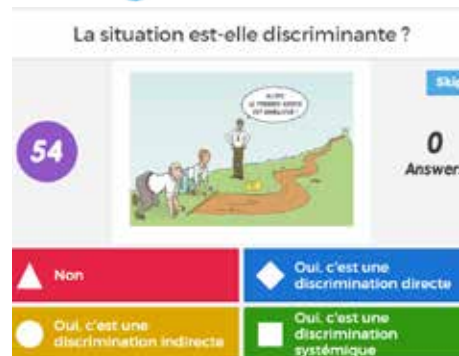 La situation est-elle discriminante ?
Skip
54
0
Answers
Non
Oui, c'est une
discrimination directe
Oui, c'est une
discrimination indirecte
Oui, c'est une
discrimination
systémique